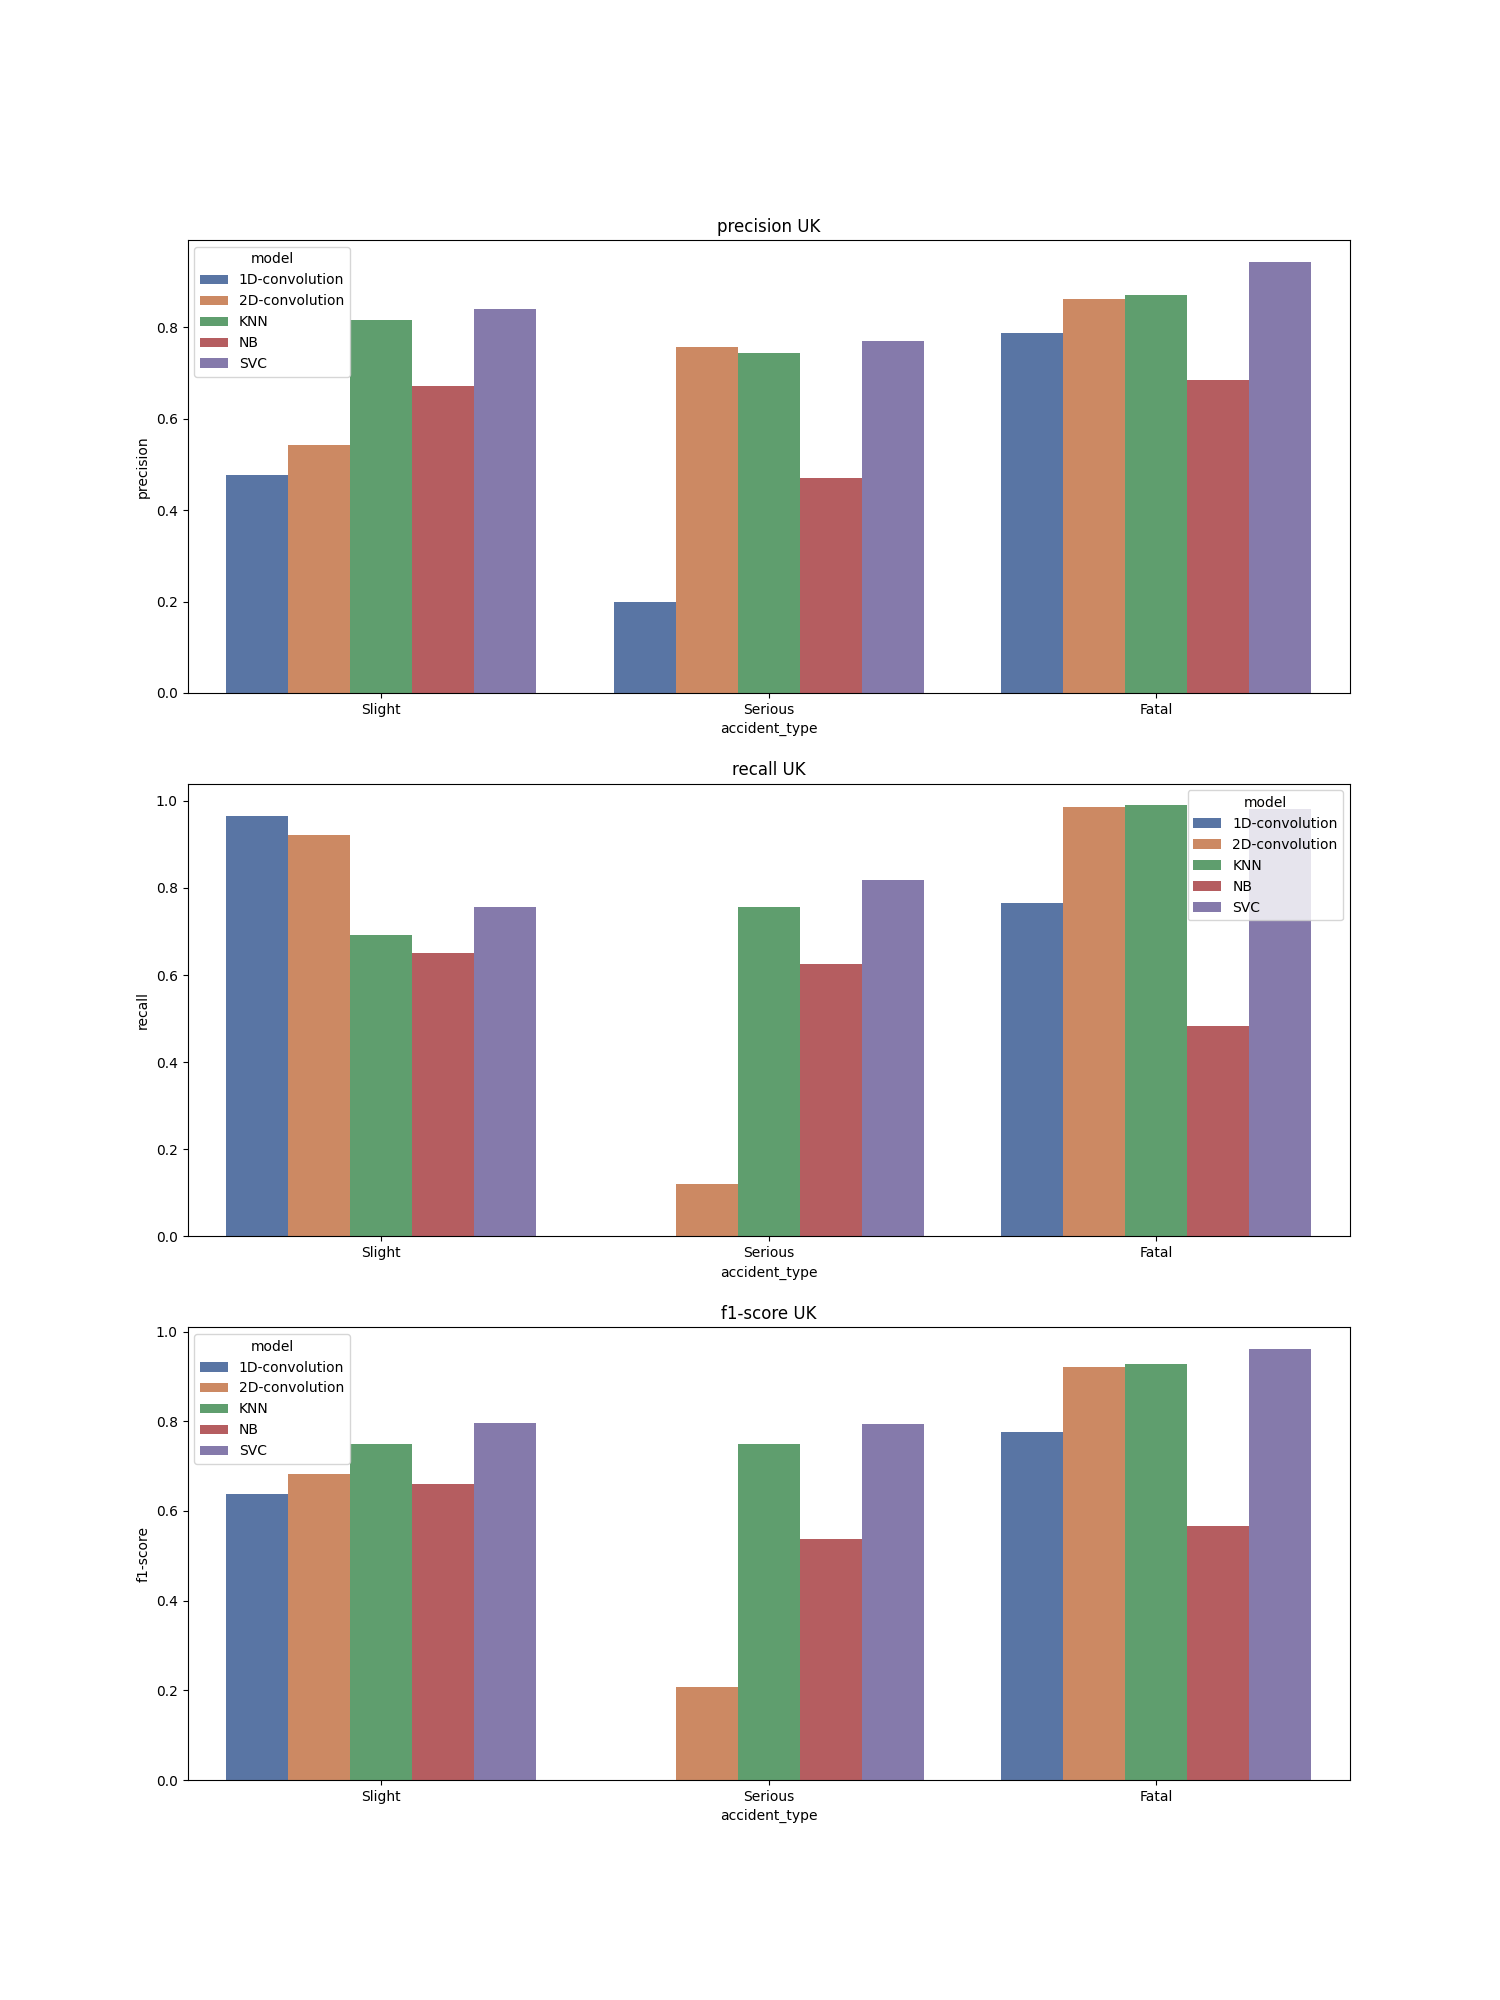 precision UK
model
1D-convolution
2D-convolution
KNN
NB
SVC
0.8
0.6
0.4
0.2
0.0
precision
Slight
Serious
Fatal
accident_type
recall UK
model
1D-convolution
2D-convolution
KNN
NB
SVC
1.0
0.8
0.6
0.4
0.2
0.0
recall
Slight
Serious
Fatal
accident_type
f1-score UK
model
1D-convolution
2D-convolution
KNN
NB
SVC
1.0
0.8
0.6
0.4
0.2
0.0
f1-score
Slight
Serious
Fatal
accident_type